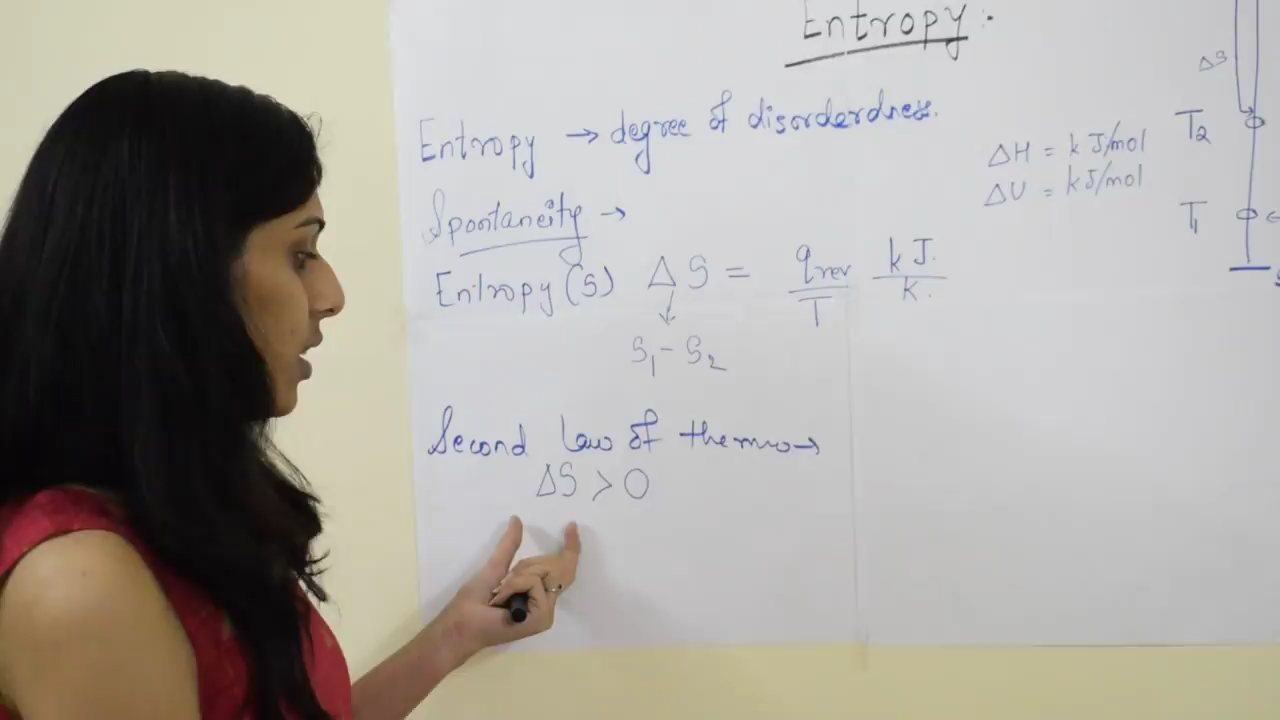 Entropy:
Entropy → degree of disorderdness.
Spontaneity →
Entropy (S) ΔS = qrev/T kJ/K.
↓
S₁ - S₂
Second law of thermo→
ΔS > 0
ΔH = kJ/mol
ΔU = kJ/mol
ΔS
T₂
T₁